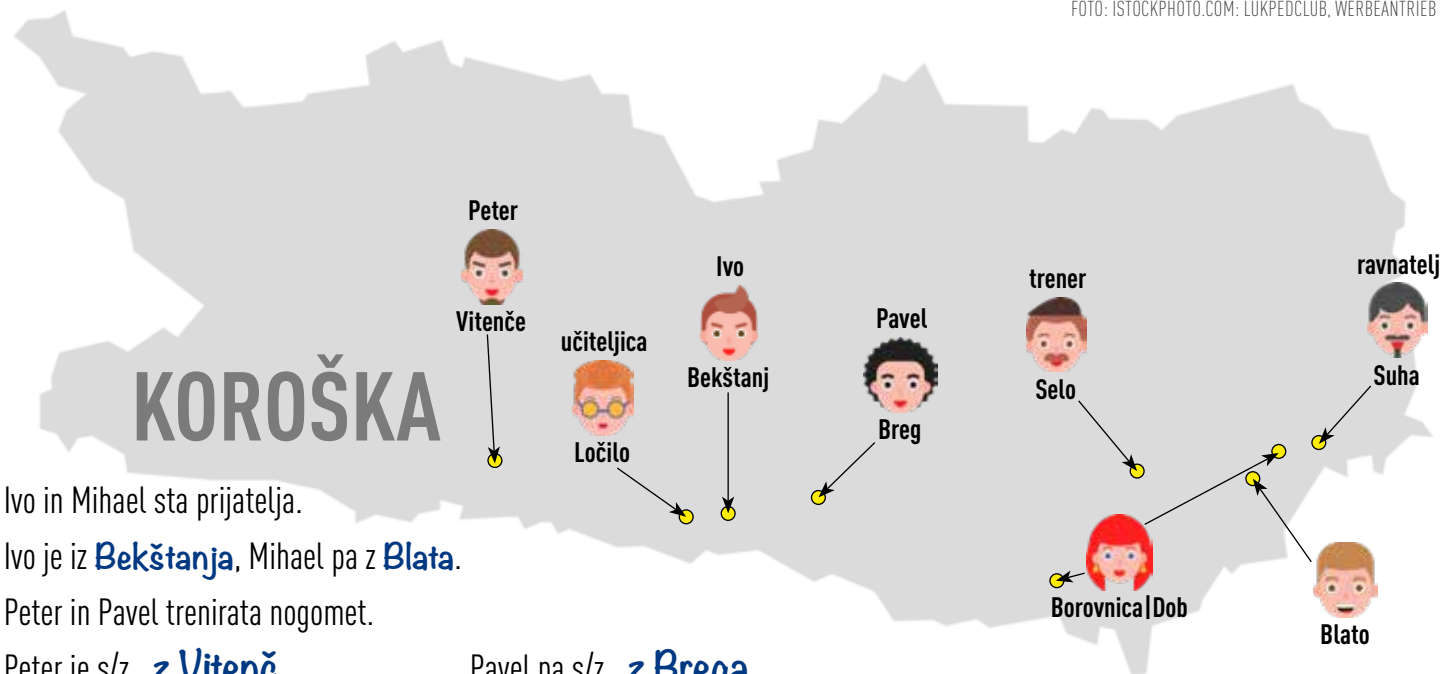 FOTO: ISTOCKPHOTO.COM: LUKPEDCLUB, WERBEANTRIEB
Peter
Vitenče
učiteljica
Ločilo
Ivo
Bekštanj
Pavel
Breg
trener
Selo
ravnatelj
Suha
KOROŠKA
Borovnica|Dob
Blato
Ivo in Mihael sta prijatelja.
Ivo je iz Bekštanja, Mihael pa z Blata.
Peter in Pavel trenirata nogomet.
Peter je s/z z Vitenč Pavel pa s/z z Brega